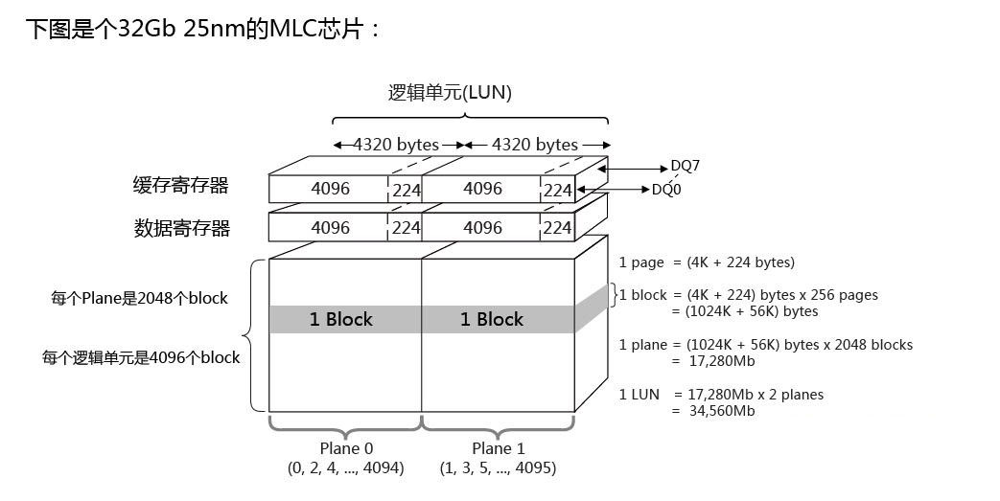 下图是个32Gb 25nm的MLC芯片：
逻辑单元(LUN)
4320 bytes 4320 bytes
DQ7
缓存寄存器 4096 224 4096 224 DQ0
数据寄存器 4096 224 4096 224
1 page = (4K + 224 bytes)
每个Plane是2048个block
1 block = (4K + 224) bytes x 256 pages
= (1024K + 56K) bytes
1 Block 1 Block
每个逻辑单元是4096个block
1 plane = (1024K + 56K) bytes x 2048 blocks
= 17,280Mb
1 LUN = 17,280Mb x 2 planes
= 34,560Mb
Plane 0 Plane 1
(0, 2, 4, ..., 4094) (1, 3, 5, ..., 4095)